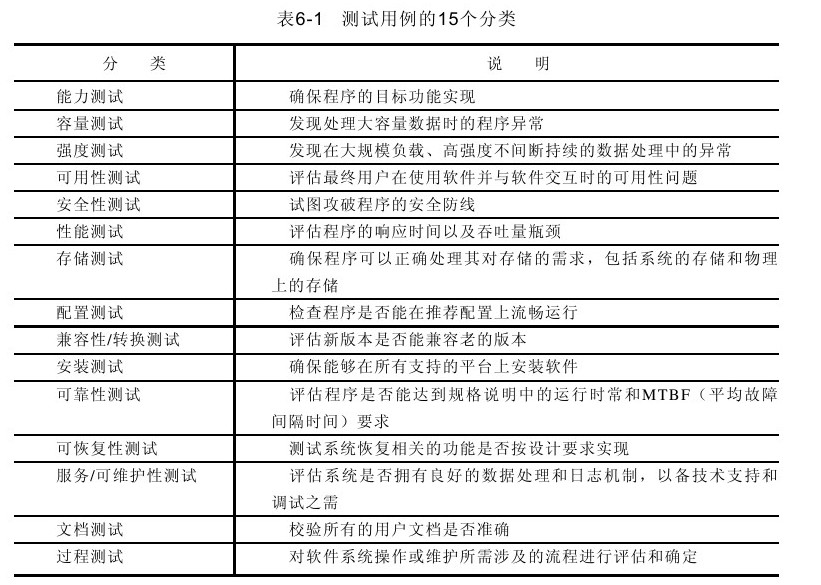 表6-1 测试用例的15个分类
分 类 说 明
能力测试 确保程序的目标功能实现
容量测试 发现处理大容量数据时的程序异常
强度测试 发现在大规模负载、高强度不间断持续的数据处理中的异常
可用性测试 评估最终用户在使用软件并与软件交互时的可用性问题
安全性测试 试图攻破程序的安全防线
性能测试 评估程序的响应时间以及吞吐量瓶颈
存储测试 确保程序可以正确处理其对存储的需求，包括系统的存储和物理
上的存储
配置测试 检查程序是否能在推荐配置上流畅运行
兼容性/转换测试 评估新版本是否能兼容老的版本
安装测试 确保能够在所有支持的平台上安装软件
可靠性测试 评估程序是否能达到规格说明中的运行时常和MTBF（平均故障
间隔时间）要求
可恢复性测试 测试系统恢复相关的功能是否按设计要求实现
服务/可维护性测试 评估系统是否拥有良好的数据处理和日志机制，以备技术支持和
调试之需
文档测试 校验所有的用户文档是否准确
过程测试 对软件系统操作或维护所需涉及的流程进行评估和确定